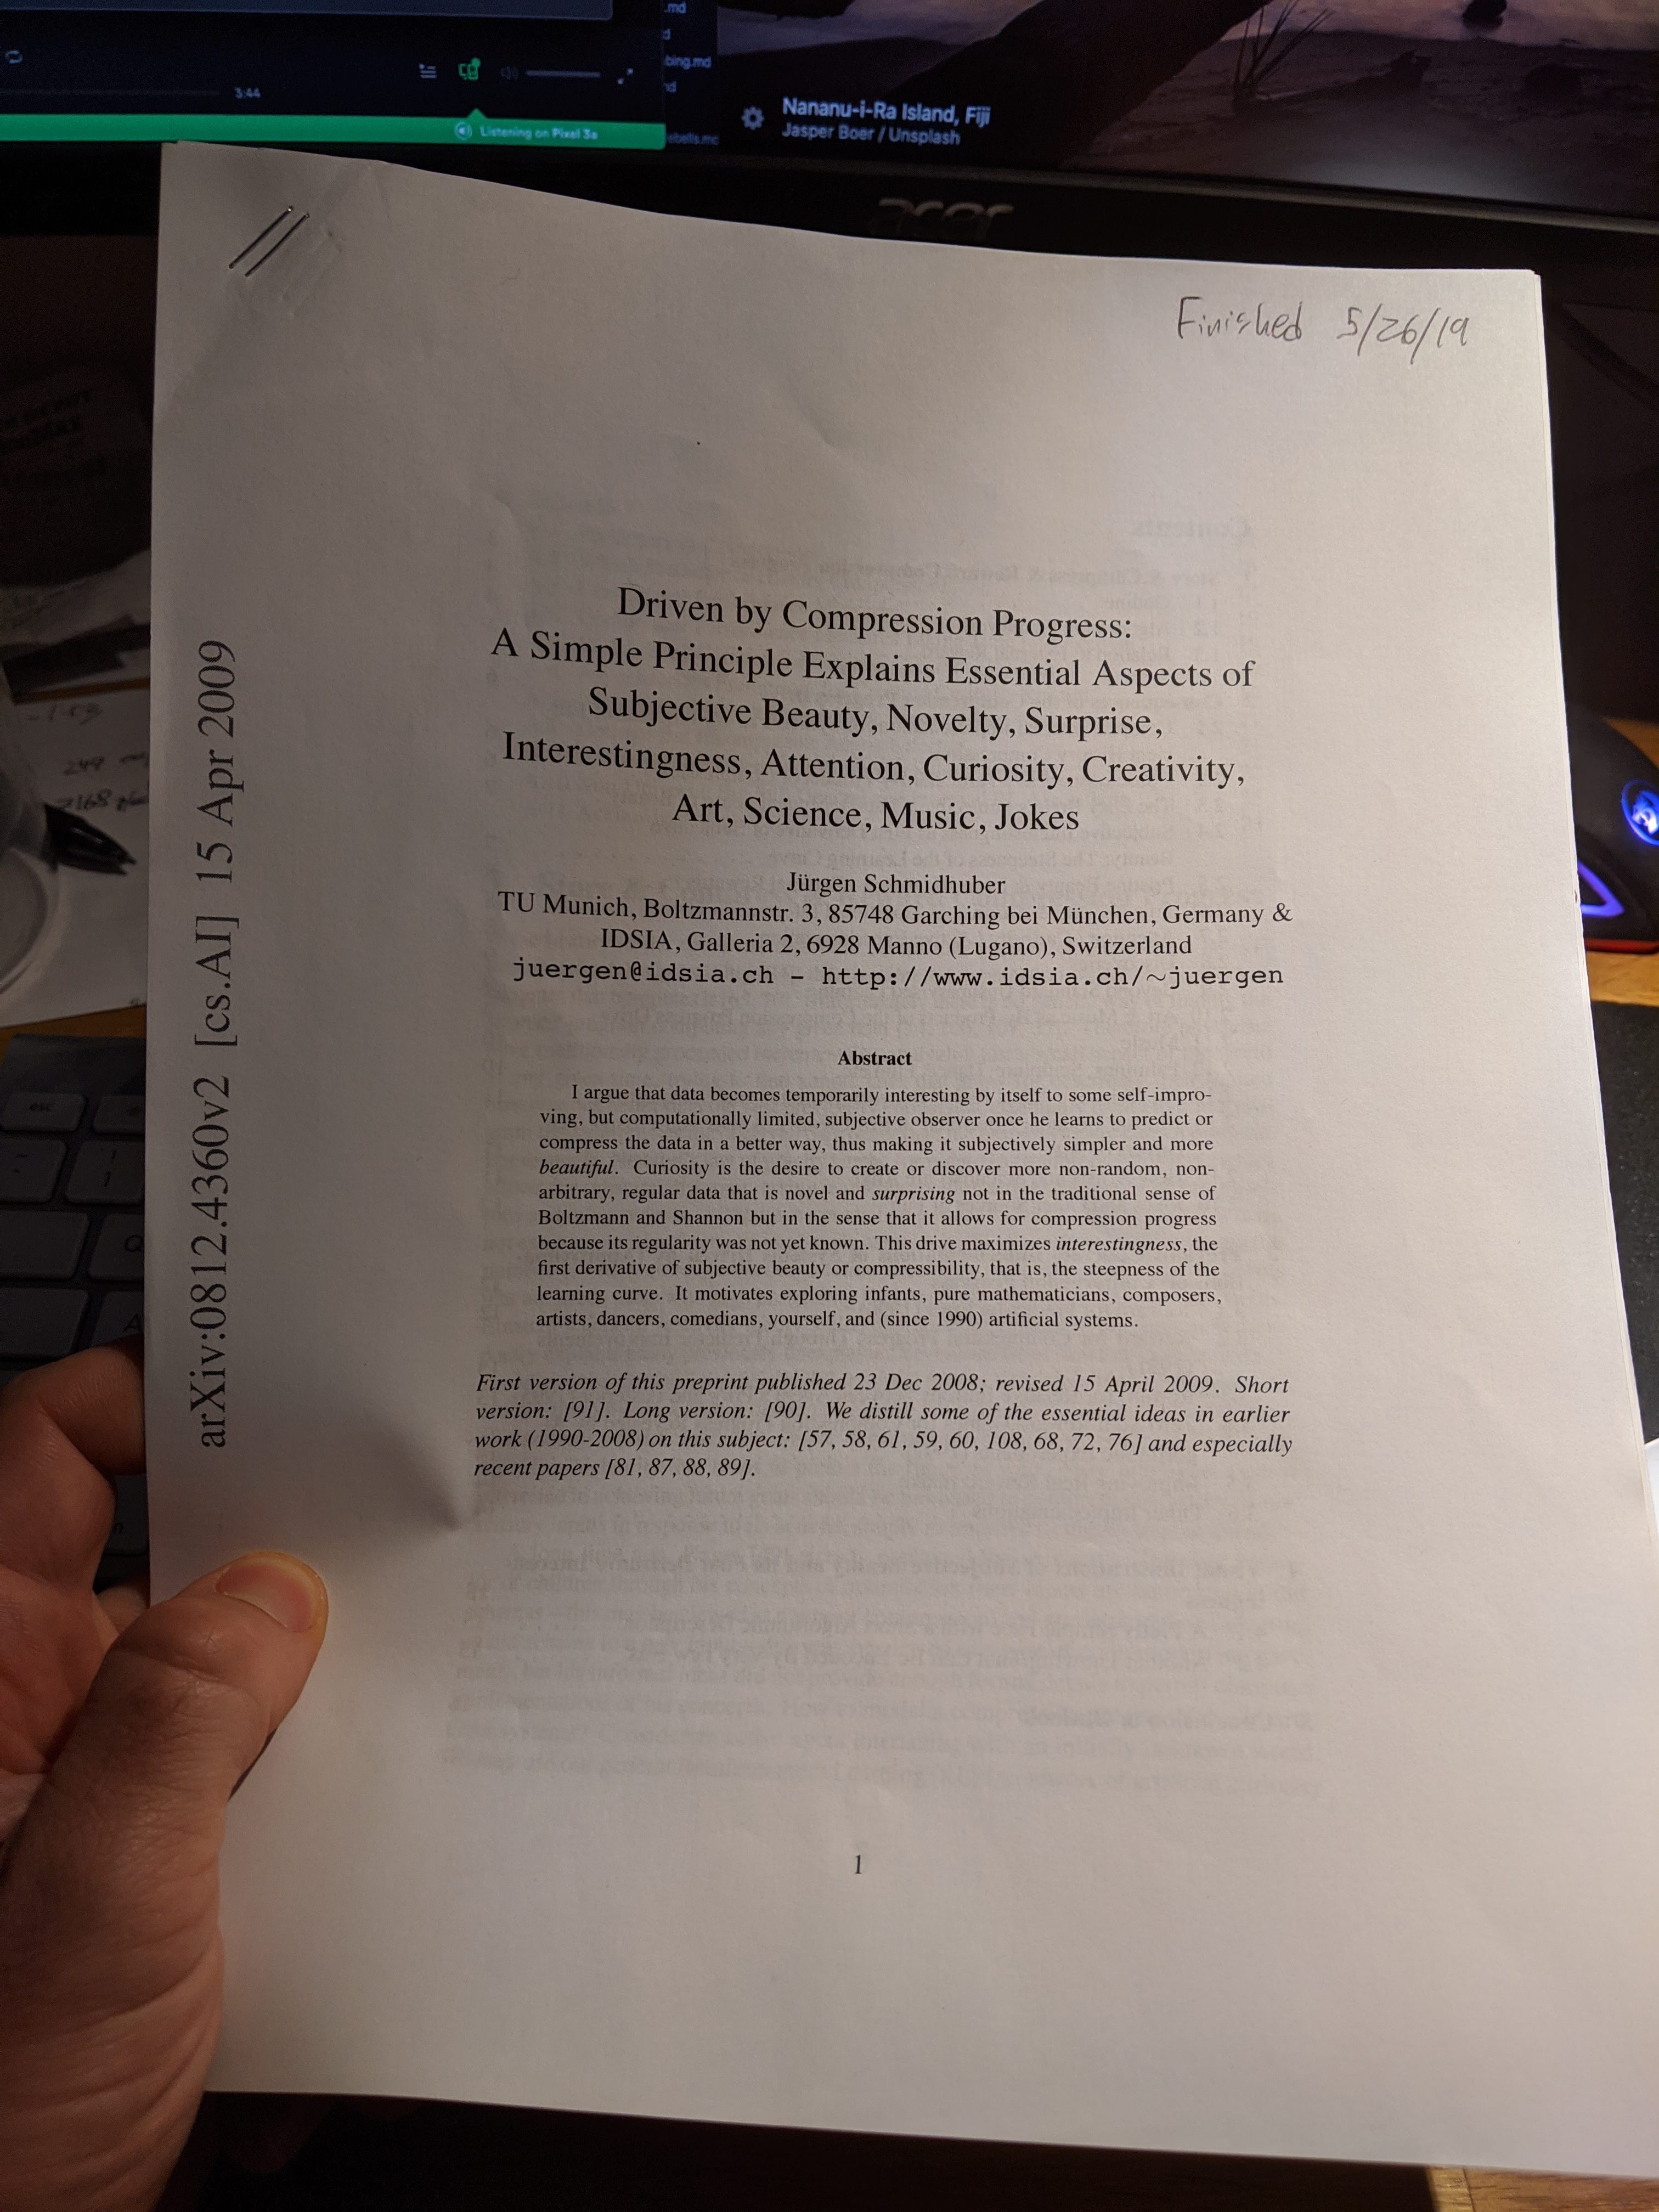 .md
bing.md
3:44
Listening on Pixel 3a
ebells.md
Nananu-i-Ra Island, Fiji
Jasper Boer / Unsplash
acer
Finished 5/26/19
arXiv:0812.4360v2 [cs.AI] 15 Apr 2009
Driven by Compression Progress:
A Simple Principle Explains Essential Aspects of
Subjective Beauty, Novelty, Surprise,
Interestingness, Attention, Curiosity, Creativity,
Art, Science, Music, Jokes
Jürgen Schmidhuber
TU Munich, Boltzmannstr. 3, 85748 Garching bei München, Germany &
IDSIA, Galleria 2, 6928 Manno (Lugano), Switzerland
juergen@idsia.ch - http://www.idsia.ch/~juergen
Abstract
I argue that data becomes temporarily interesting by itself to some self-impro-
ving, but computationally limited, subjective observer once he learns to predict or
compress the data in a better way, thus making it subjectively simpler and more
beautiful. Curiosity is the desire to create or discover more non-random, non-
arbitrary, regular data that is novel and surprising not in the traditional sense of
Boltzmann and Shannon but in the sense that it allows for compression progress
because its regularity was not yet known. This drive maximizes interestingness, the
first derivative of subjective beauty or compressibility, that is, the steepness of the
learning curve. It motivates exploring infants, pure mathematicians, composers,
artists, dancers, comedians, yourself, and (since 1990) artificial systems.
First version of this preprint published 23 Dec 2008; revised 15 April 2009. Short
version: [91]. Long version: [90]. We distill some of the essential ideas in earlier
work (1990-2008) on this subject: [57, 58, 61, 59, 60, 108, 68, 72, 76] and especially
recent papers [81, 87, 88, 89].
1
esc